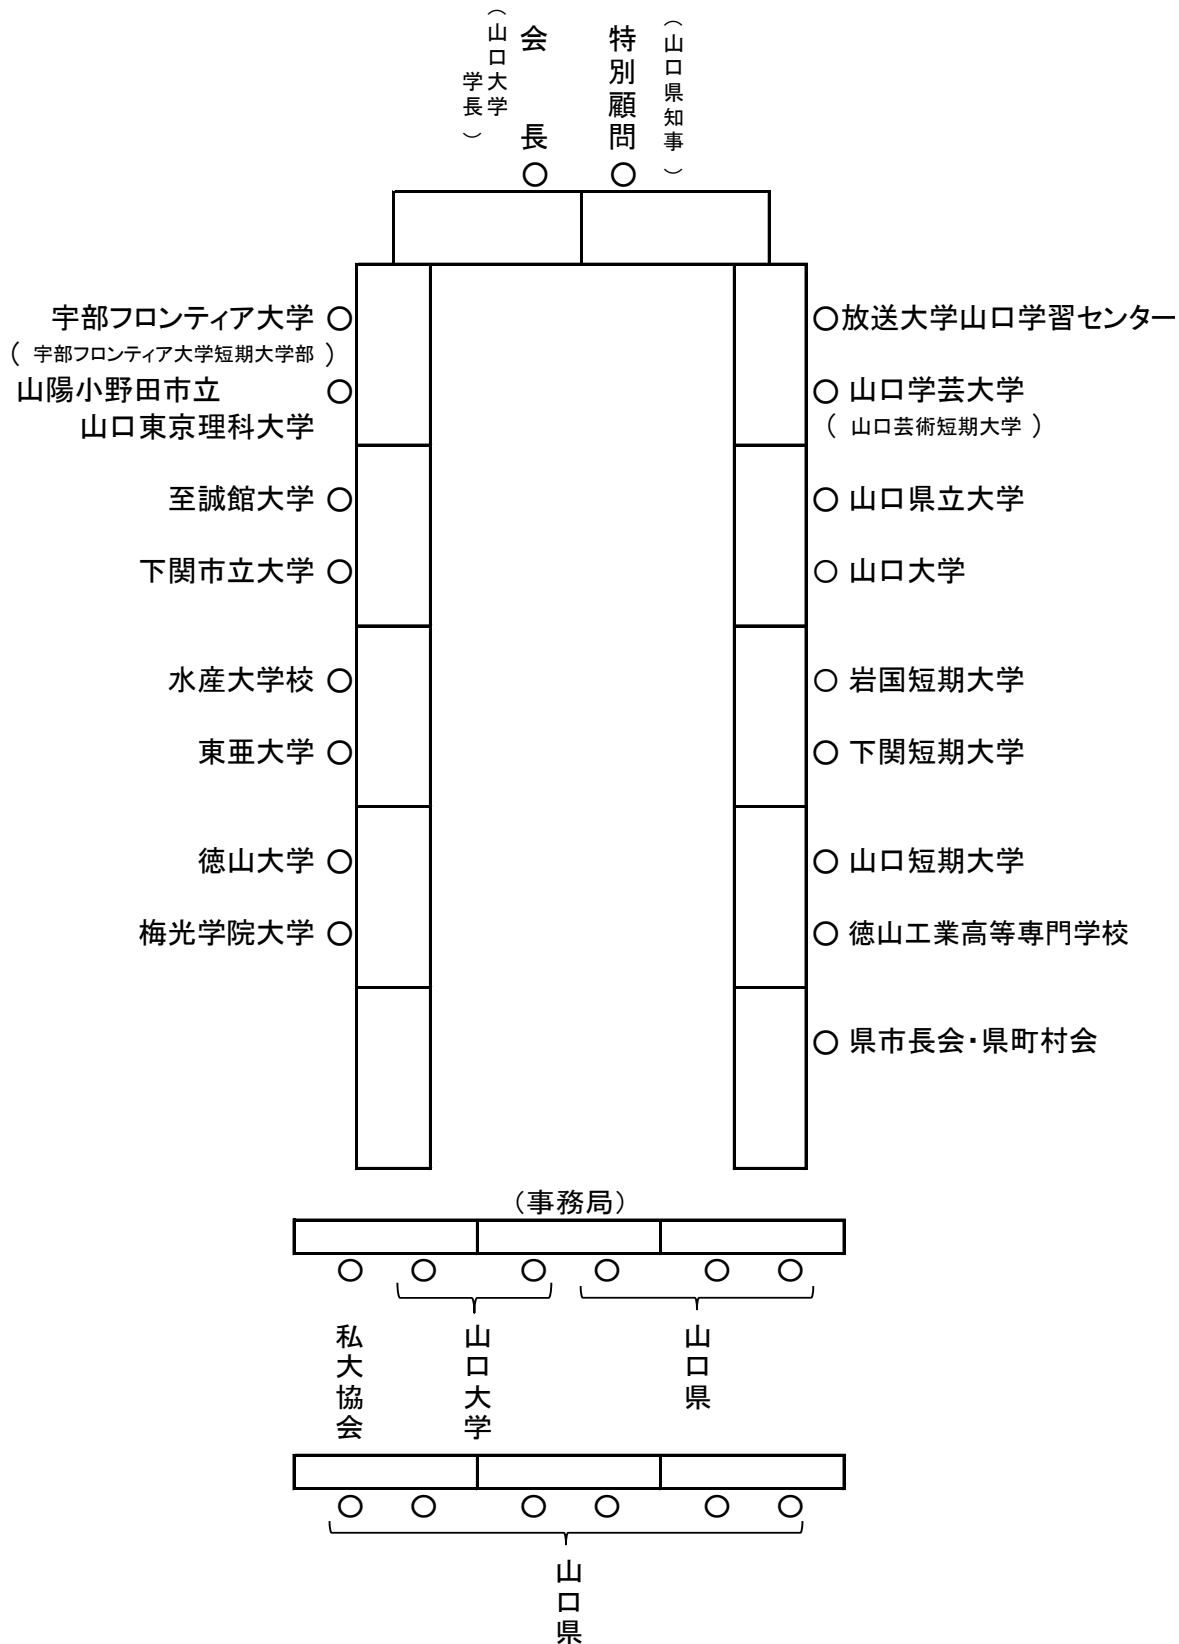 特別顧問
（山口県知事）
会長
（山口大学
学長）
宇部フロンティア大学 ○
（ 宇部フロンティア大学短期大学部 ）
山陽小野田市立 ○
山口東京理科大学
至誠館大学 ○
下関市立大学 ○
水産大学校 ○
東亜大学 ○
徳山大学 ○
梅光学院大学 ○
○放送大学山口学習センター
○ 山口学芸大学
（ 山口芸術短期大学 ）
○ 山口県立大学
○ 山口大学
○ 岩国短期大学
○ 下関短期大学
○ 山口短期大学
○ 徳山工業高等専門学校
○ 県市長会・県町村会
（事務局）
私大協会
山口大学
山口県
山口県